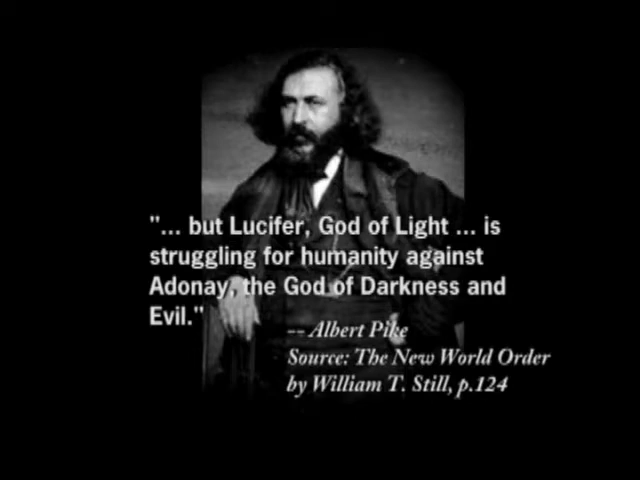 "... but Lucifer, God of Light ... is
struggling for humanity against
Adonay, the God of Darkness and
Evil."
-- Albert Pike
Source: The New World Order
by William T. Still, p.124